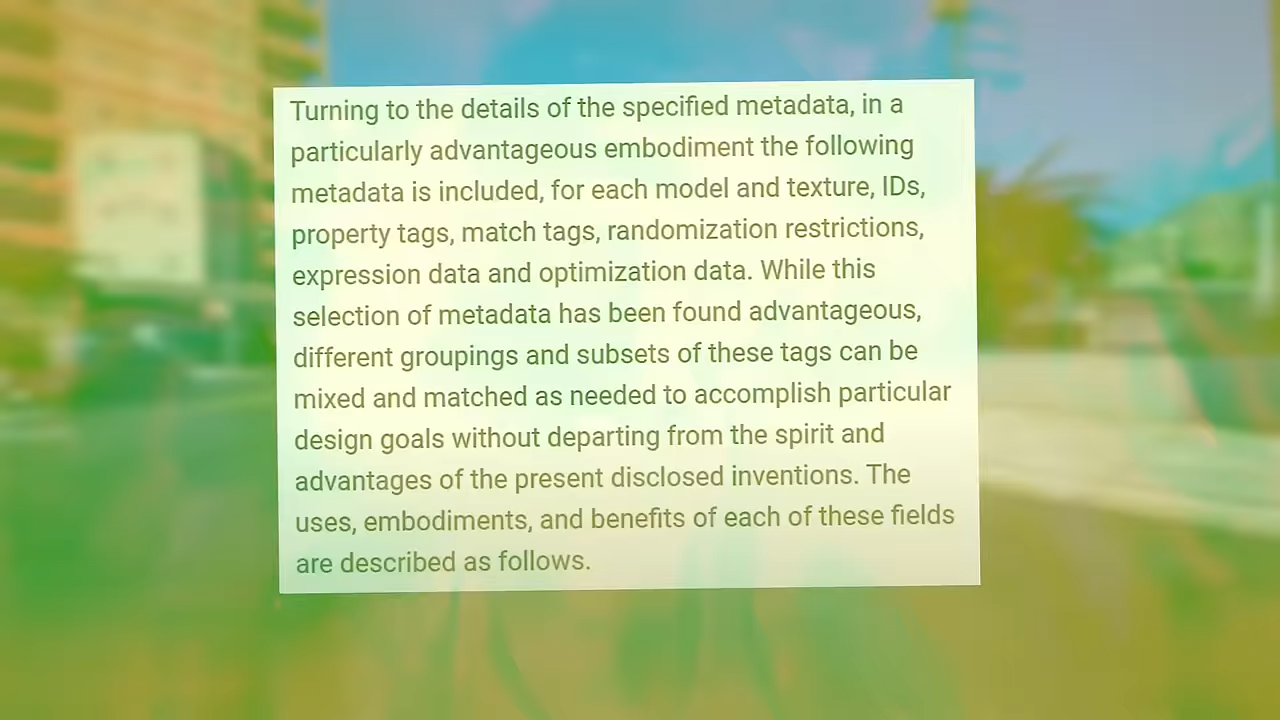 Turning to the details of the specified metadata, in a
particularly advantageous embodiment the following
metadata is included, for each model and texture, IDs,
property tags, match tags, randomization restrictions,
expression data and optimization data. While this
selection of metadata has been found advantageous,
different groupings and subsets of these tags can be
mixed and matched as needed to accomplish particular
design goals without departing from the spirit and
advantages of the present disclosed inventions. The
uses, embodiments, and benefits of each of these fields
are described as follows.